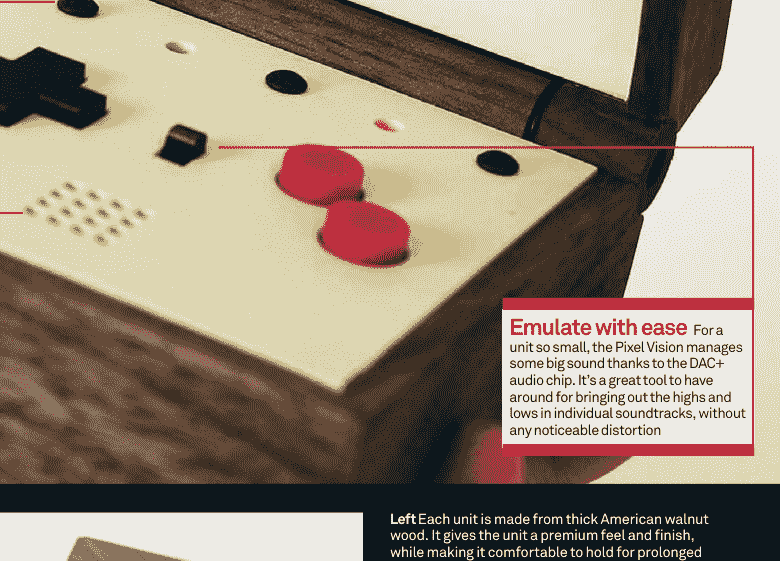 Emulate with ease For a
unit so small, the Pixel Vision manages
some big sound thanks to the DAC+
audio chip. It's a great tool to have
around for bringing out the highs and
lows in individual soundtracks, without
any noticeable distortion
Left Each unit is made from thick American walnut
wood. It gives the unit a premium feel and finish,
while making it comfortable to hold for prolonged